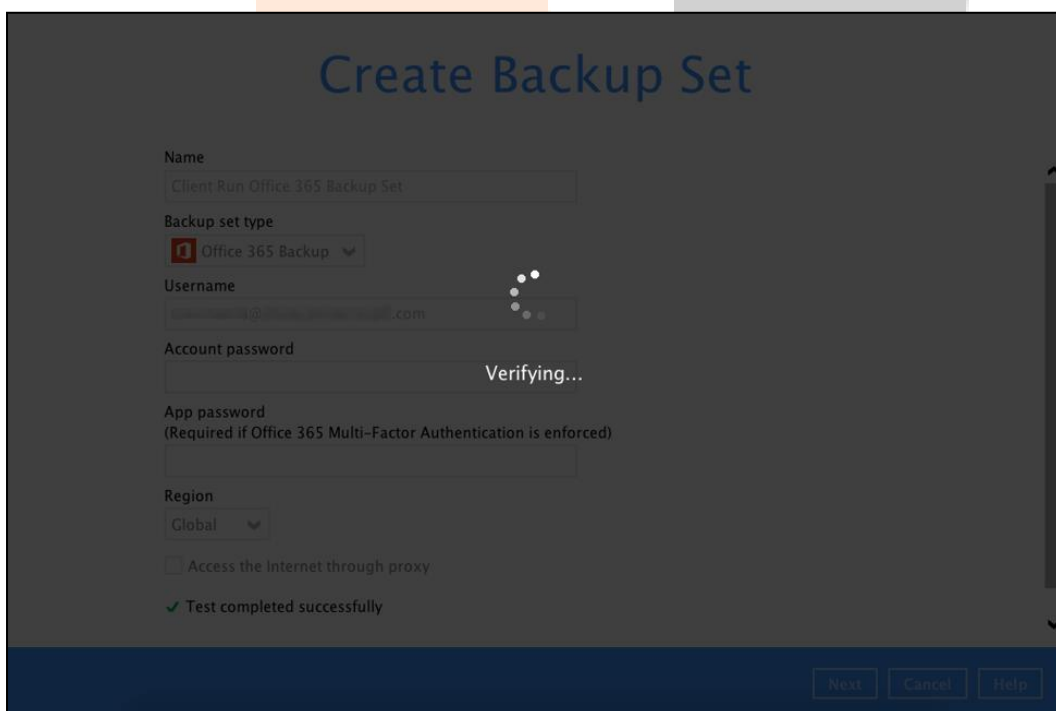 Create Backup Set
Name
Client Run Office 365 Backup Set
Backup set type
Office 365 Backup
Username
.com
Account password
Verifying...
App password
(Required if Office 365 Multi-Factor Authentication is enforced)
Region
Global
Access the Internet through proxy
Test completed successfully
Next Cancel Help